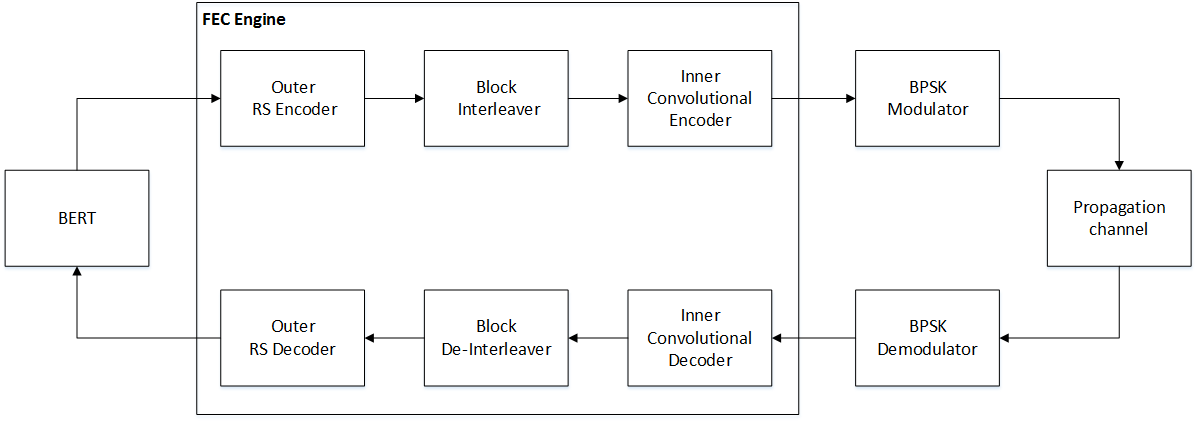 FEC Engine
Outer
RS Encoder
Block
Interleaver
Inner
Convolutional
Encoder
BPSK
Modulator
BERT
Propagation
channel
Outer
RS Decoder
Block
De-Interleaver
Inner
Convolutional
Decoder
BPSK
Demodulator